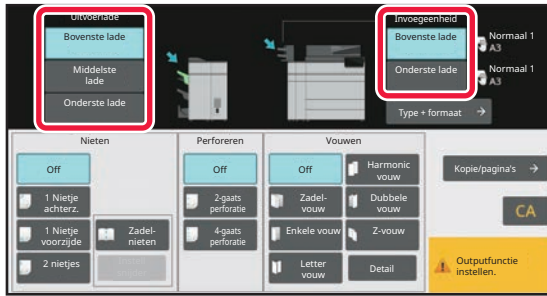 Uitvoerlade
Bovenste lade
Middelste
lade
Onderste lade
Invoegeenheid
Bovenste lade
Normaal 1
A3
Onderste lade
Normaal 1
A3
Type + formaat
Nieten
Off
1 Nietje
achterz.
1 Nietje
voorzijde
2 nietjes
Zadel-
nieten
Perforeren
Off
2-gaats
perforatie
4-gaats
perforatie
Vouwen
Off
Harmonic
vouw
Zadel-
vouw
Dubbele
vouw
Enkele vouw
Z-vouw
Letter
vouw
Detail
Kopie/pagina's
CA
Outputfunctie
instellen.